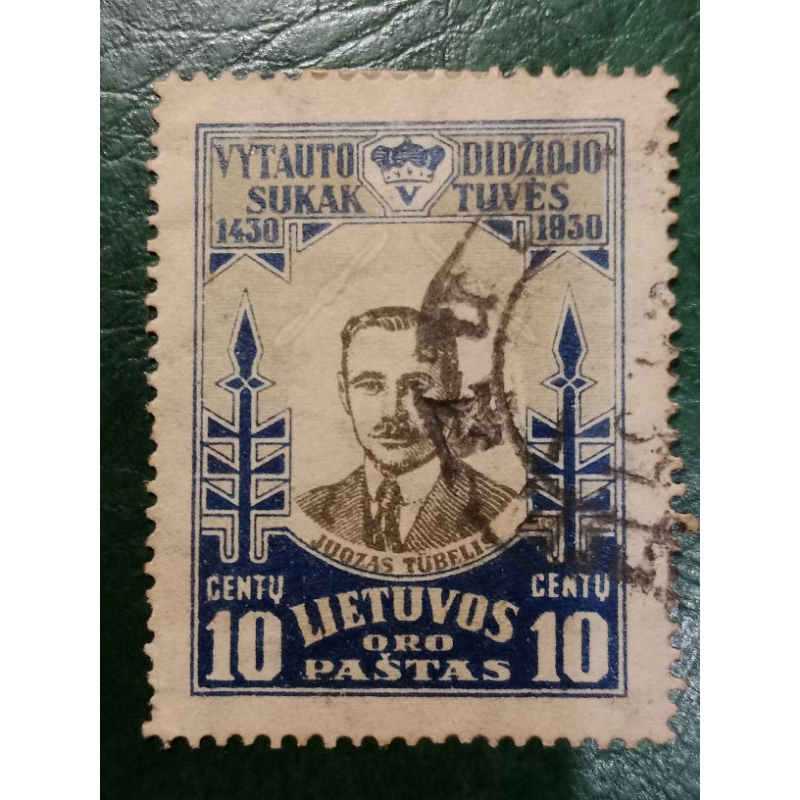 VYTAUTO DIDŽIOJO
SUKAK V TUVĖS
1430 1930
JUOZAS TŪBELIS
CENTŲ CENTŲ
10 LIETUVOS 10
ORO
PAŠTAS